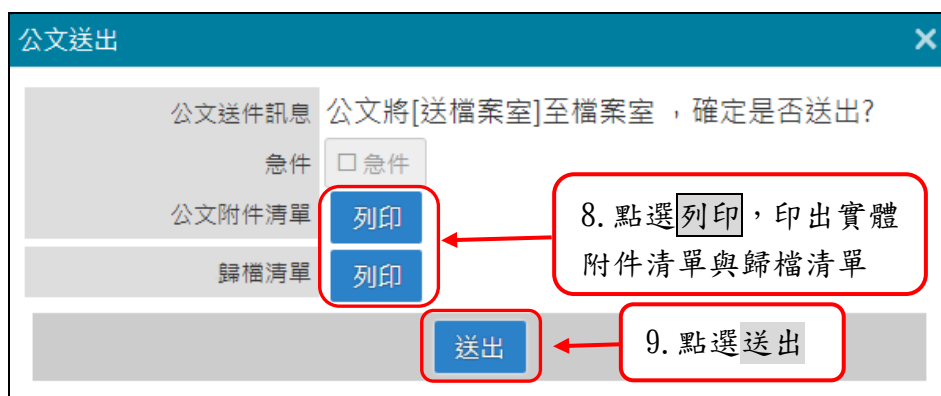 公文送出
公文送件訊息 公文將[送檔案室]至檔案室 ，確定是否送出?
急件 急件
公文附件清單 列印
歸檔清單 列印
8.點選列印，印出實體
附件清單與歸檔清單
送出
9.點選送出